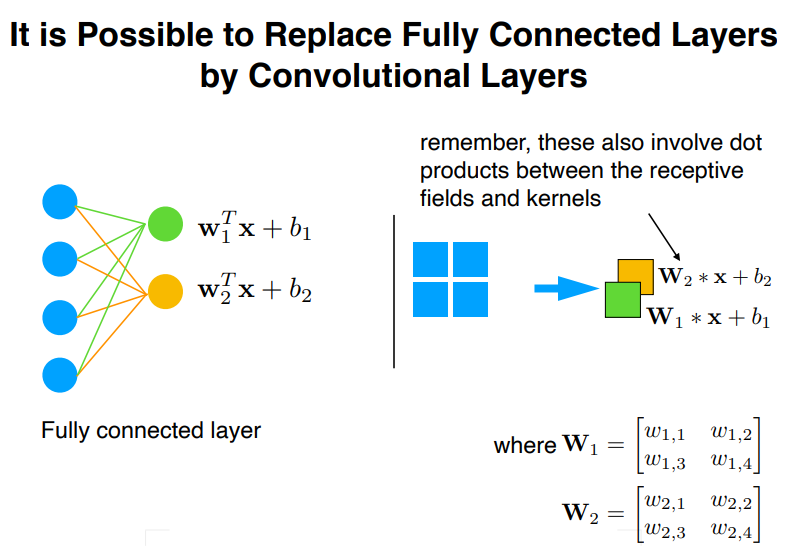 It is Possible to Replace Fully Connected Layers
by Convolutional Layers
remember, these also involve dot
products between the receptive
fields and kernels
w₁ᵀx + b₁
w₂ᵀx + b₂
W₂ ∗ x + b₂
W₁ ∗ x + b₁
Fully connected layer
where W₁ = [w₁,₁ w₁,₂
w₁,₃ w₁,₄]
W₂ = [w₂,₁ w₂,₂
w₂,₃ w₂,₄]